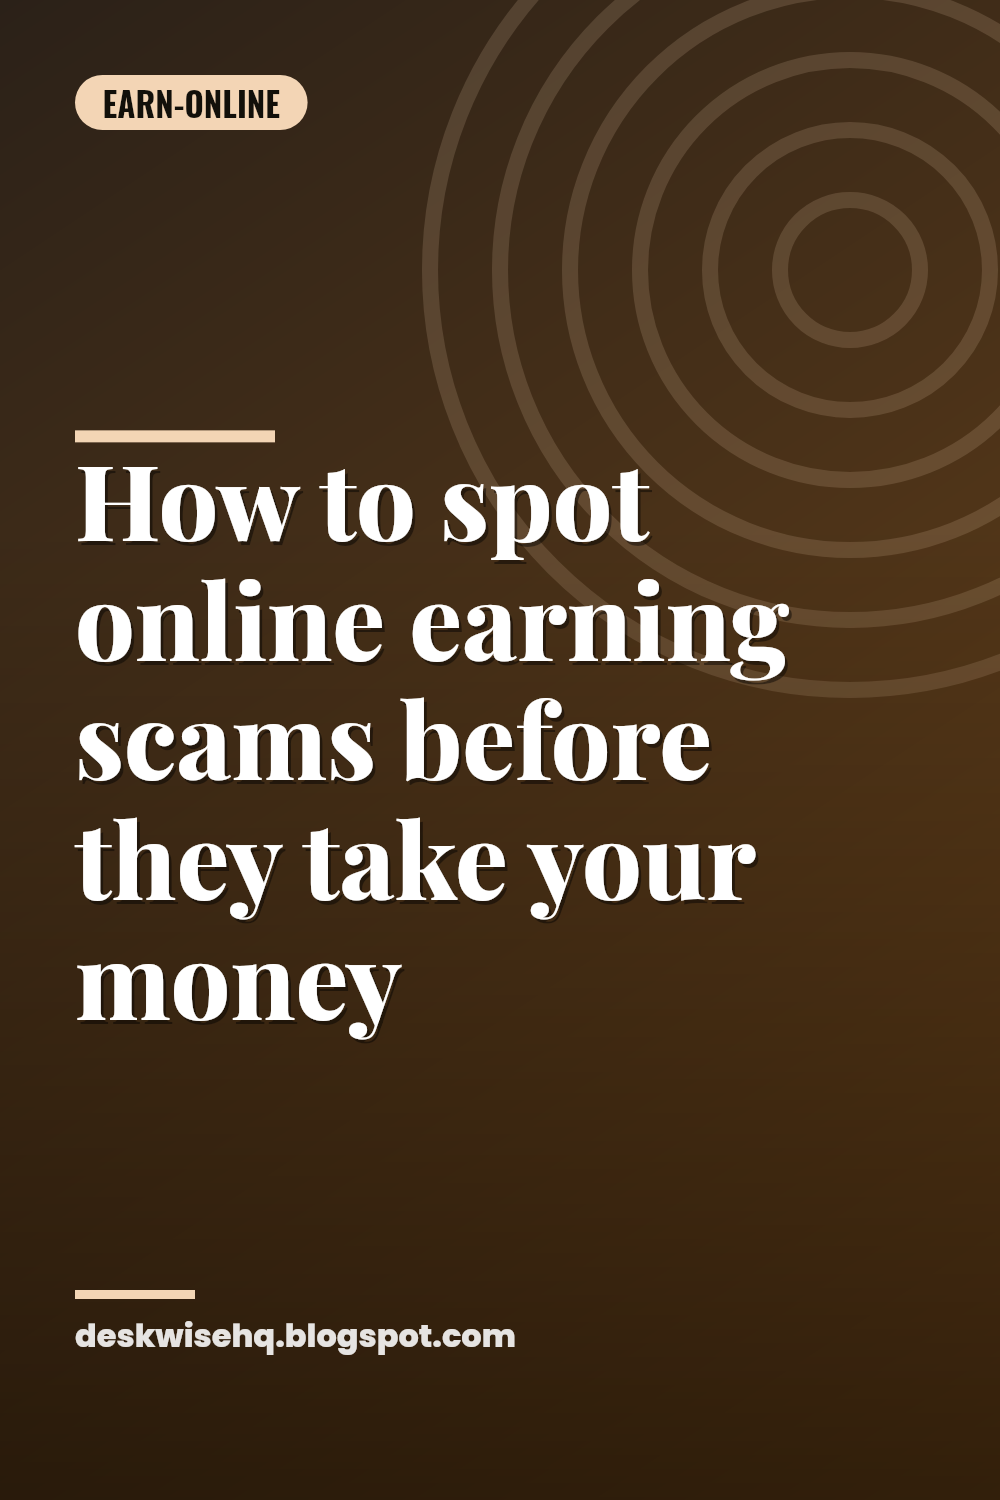 EARN-ONLINE
How to spot
online earning
scams before
they take your
money
deskwisehq.blogspot.com